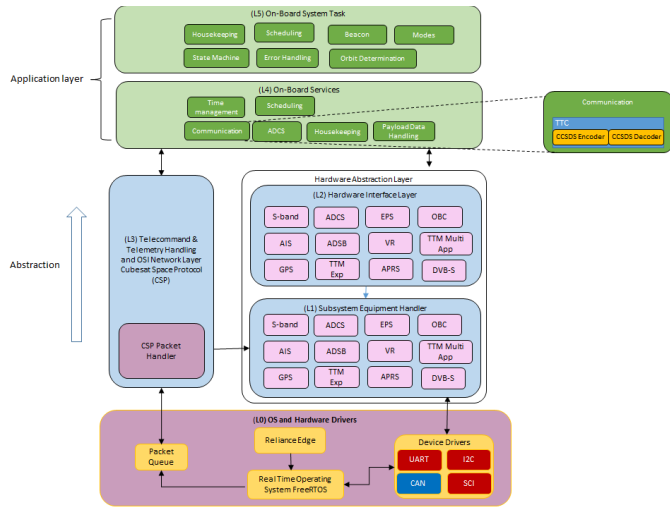 (L5) On-Board System Task
Housekeeping
Scheduling
Beacon
Modes
State Machine
Error Handling
Orbit Determination
Application layer
(L4) On-Board Services
Time
management
Scheduling
Communication
ADCS
Housekeeping
Payload Data
Handling
Communication
TTC
CCSDS Encoder
CCSDS Decoder
Hardware Abstraction Layer
(L2) Hardware Interface Layer
S-band
ADCS
EPS
OBC
AIS
ADSB
VR
TTM Multi
App
GPS
TTM
Exp
APRS
DVB-S
(L3) Telecommand &
Telemetry Handling
and OSI Network Layer
Cubesat Space Protocol
(CSP)
Abstraction
CSP Packet
Handler
(L1) Subsystem Equipment Handler
S-band
ADCS
EPS
OBC
AIS
ADSB
VR
TTM Multi
App
GPS
TTM
Exp
APRS
DVB-S
(L0) OS and Hardware Drivers
Reliance Edge
Packet
Queue
Real Time Operating
System FreeRTOS
Device Drivers
UART
I2C
CAN
SCI